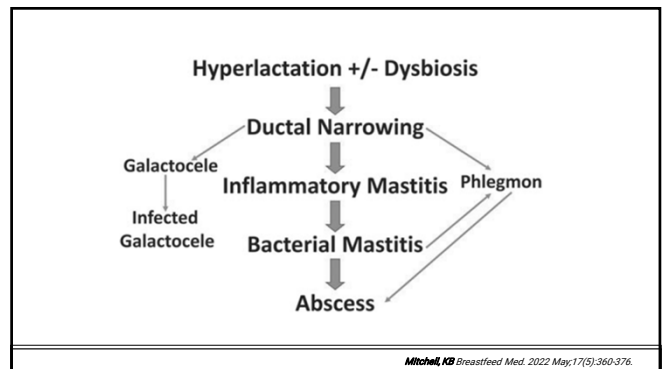 Hyperlactation +/- Dysbiosis
Ductal Narrowing
Galactocele
Inflammatory Mastitis
Phlegmon
Infected
Galactocele
Bacterial Mastitis
Abscess
Mitchell, KB Breastfeed Med. 2022 May;17(5):360-376.